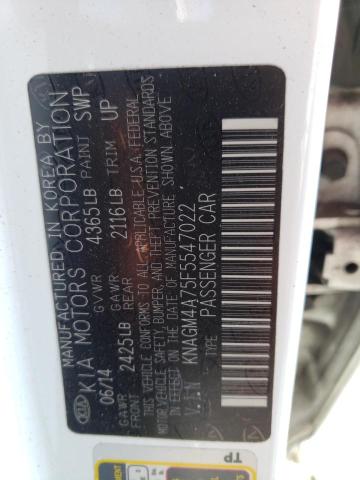 MANUFACTURED IN KOREA BY
KIA MOTORS CORPORATION
06/14 GVWR 4365LB PAINT SWP
GAWR FRONT 2425LB GAWR REAR 2116LB TRIM UP
THIS VEHICLE CONFORMS TO ALL APPLICABLE U.S.A. FEDERAL
MOTOR VEHICLE SAFETY, BUMPER, AND THEFT PREVENTION STANDARDS
IN EFFECT ON THE DATE OF MANUFACTURE SHOWN ABOVE
V.I.N KNAGM4A75F5547022
PASSENGER CAR
TP